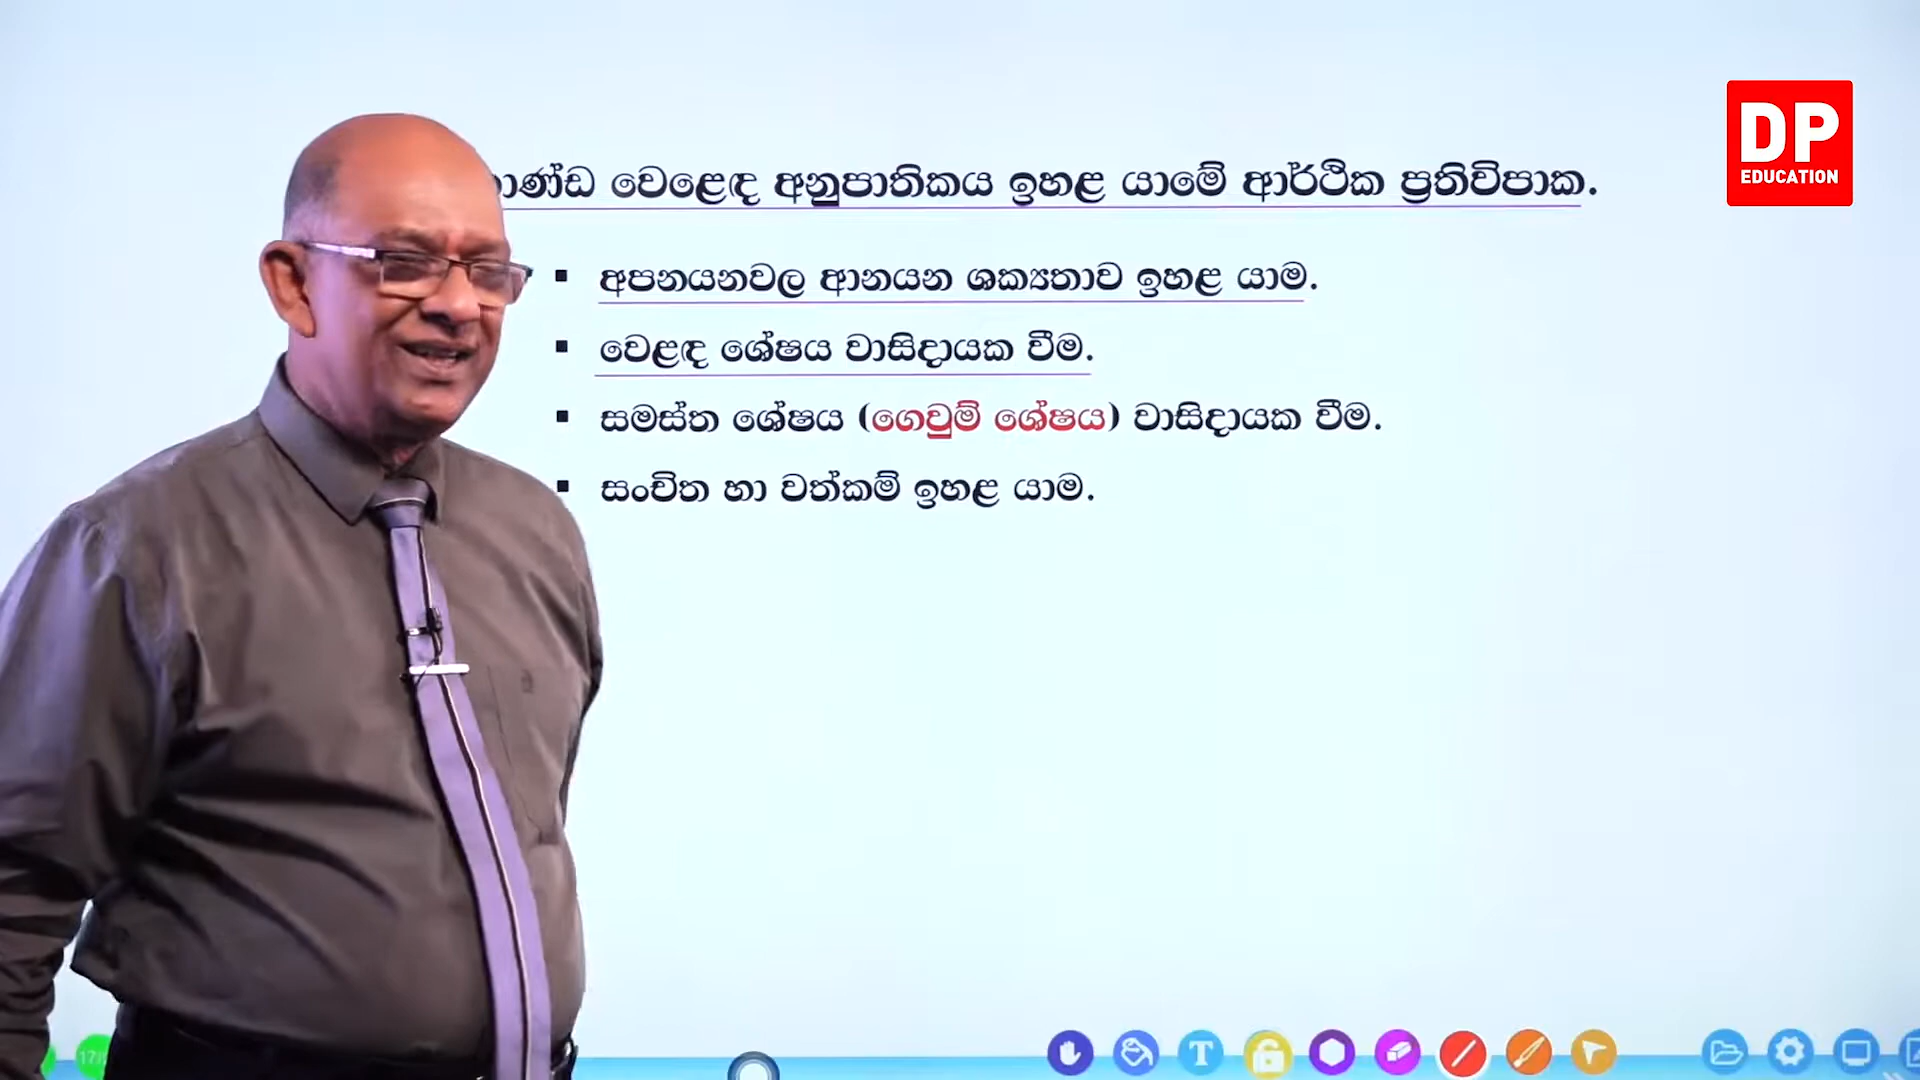 වෙළෙඳ අනුපාතිකය ඉහළ යාමේ ආර්ථික ප්‍රතිවිපාක.
▪ අපනයනවල ආනයන ශක්‍යතාව ඉහළ යාම.
▪ වෙළඳ ශේෂය වාසිදායක වීම.
▪ සමස්ත ශේෂය (ගෙවුම් ශේෂය) වාසිදායක වීම.
▪ සංචිත හා වත්කම් ඉහළ යාම.
DP
EDUCATION
T